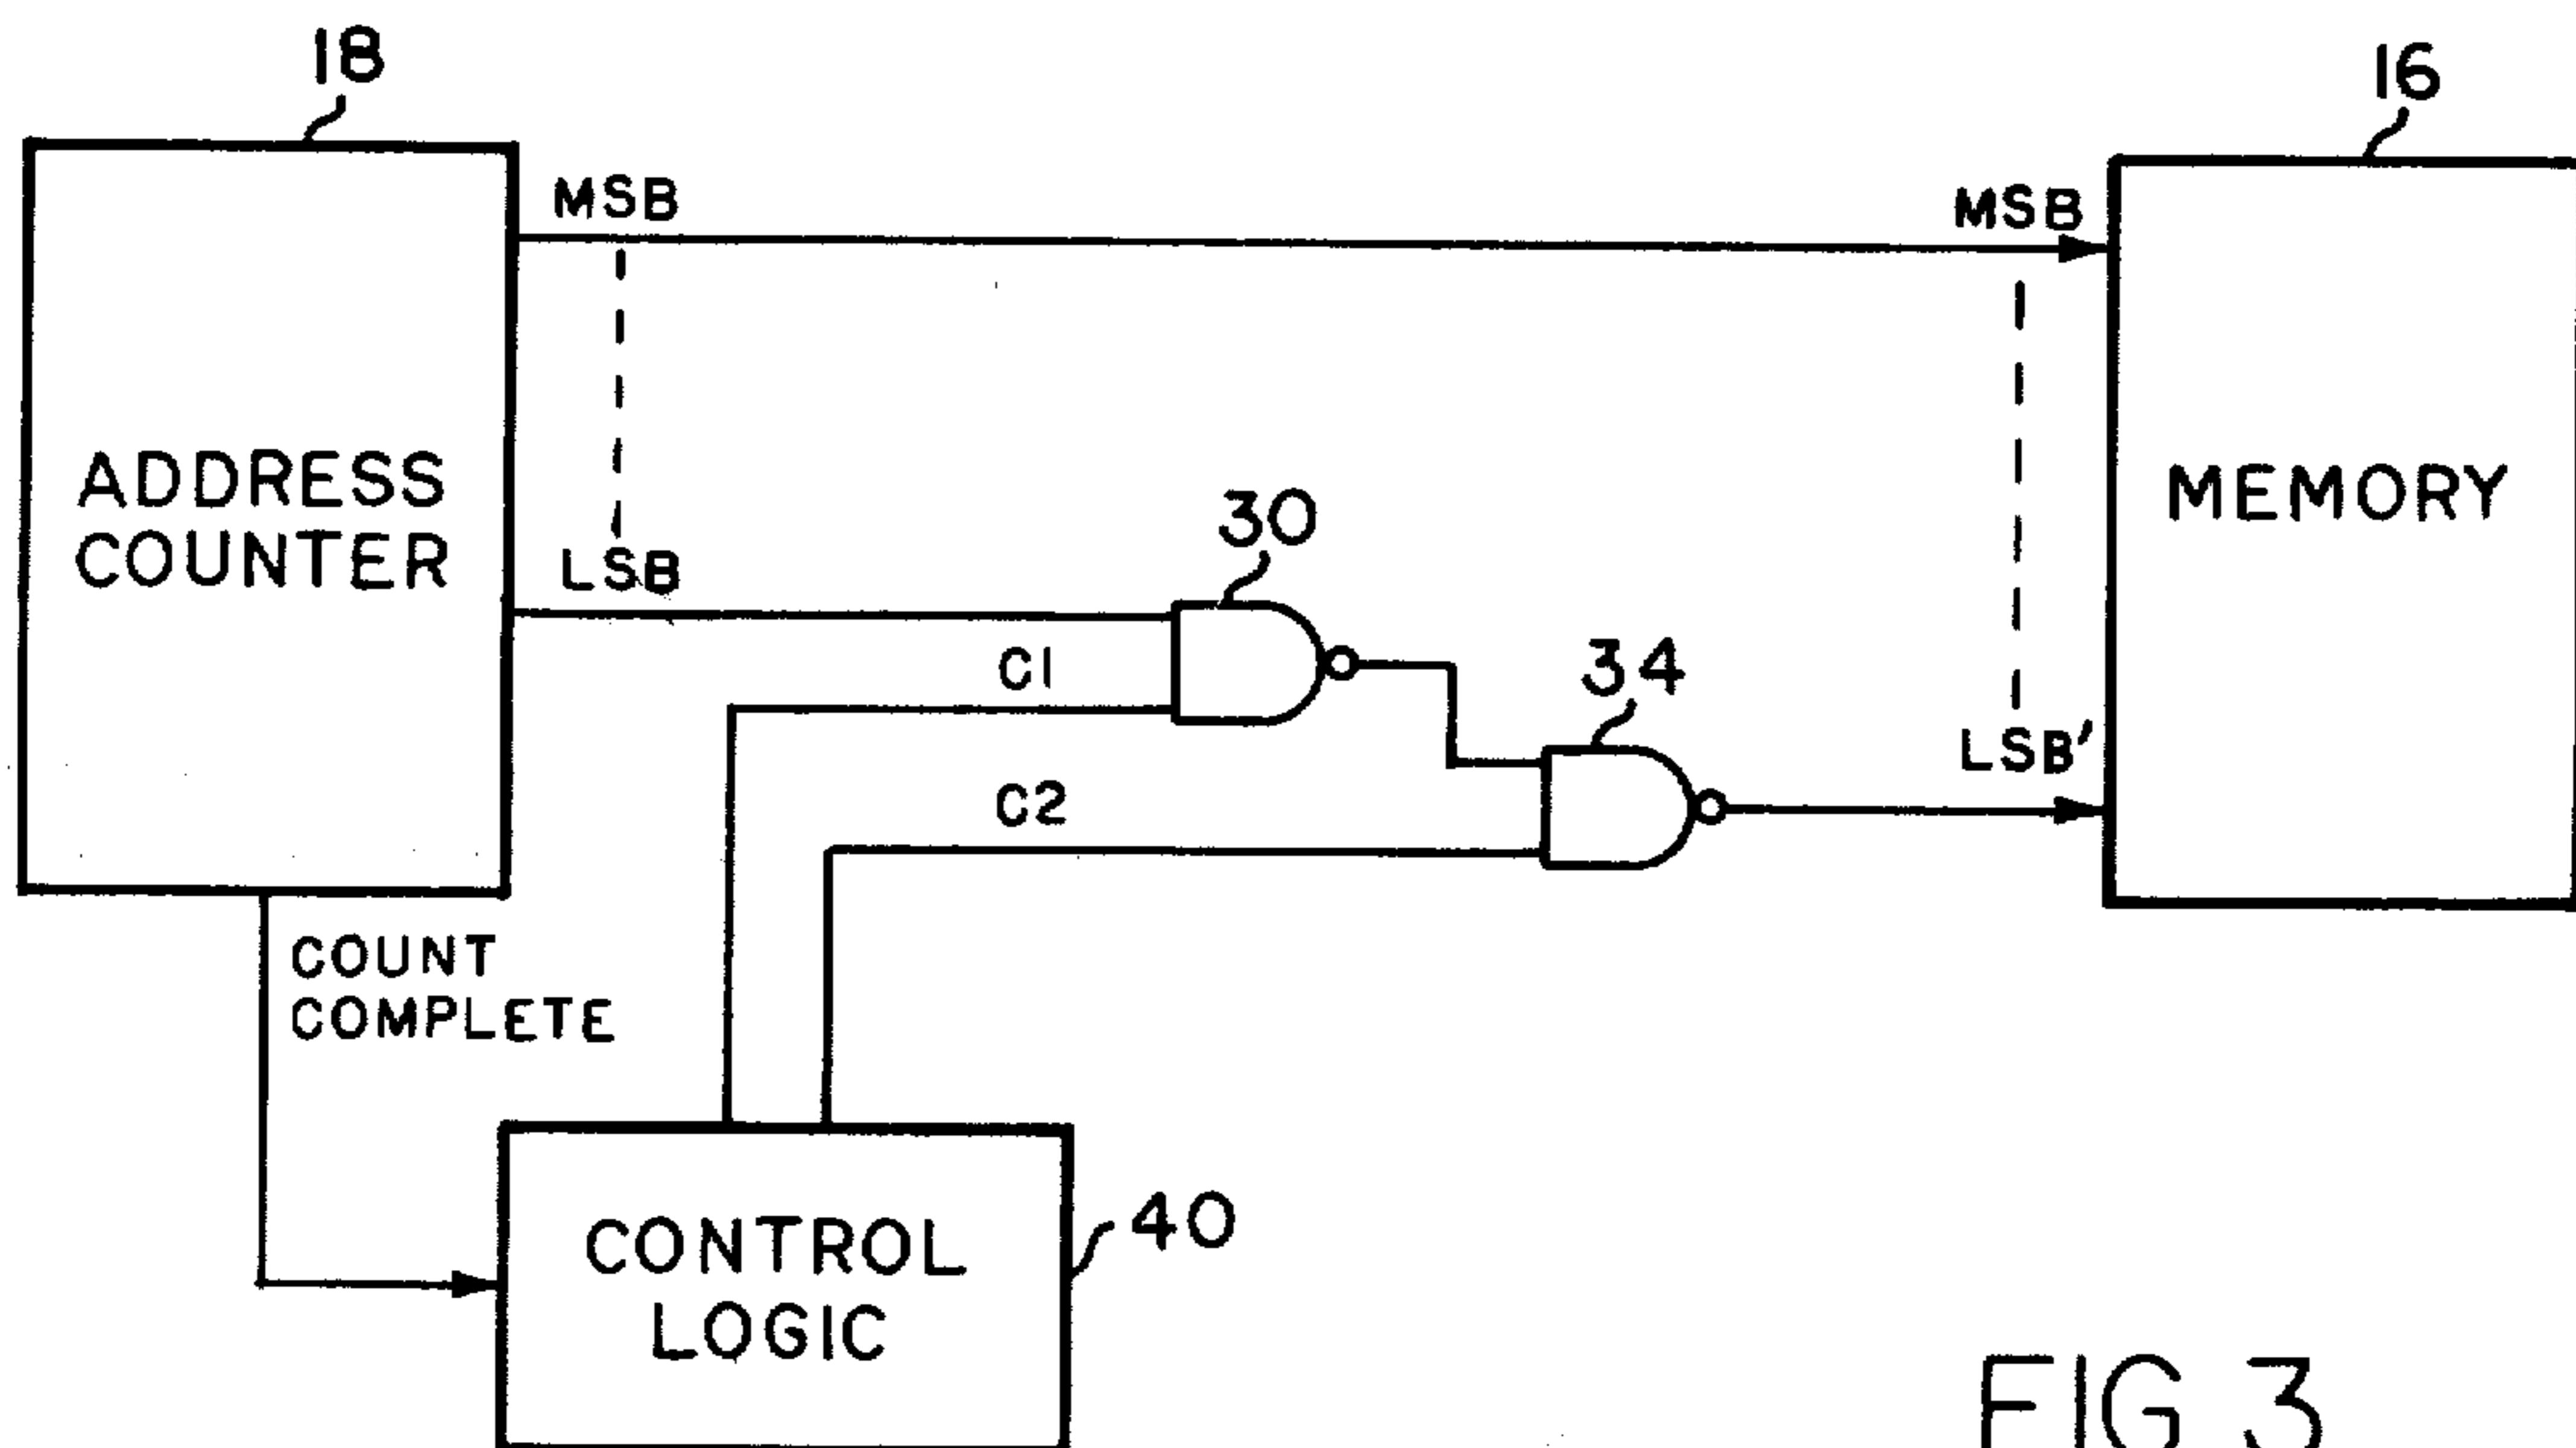 18
16
MSB
MSB
ADDRESS
COUNTER
MEMORY
LSB
30
C1
34
LSB'
C2
COUNT
COMPLETE
CONTROL
LOGIC
40
FIG 3